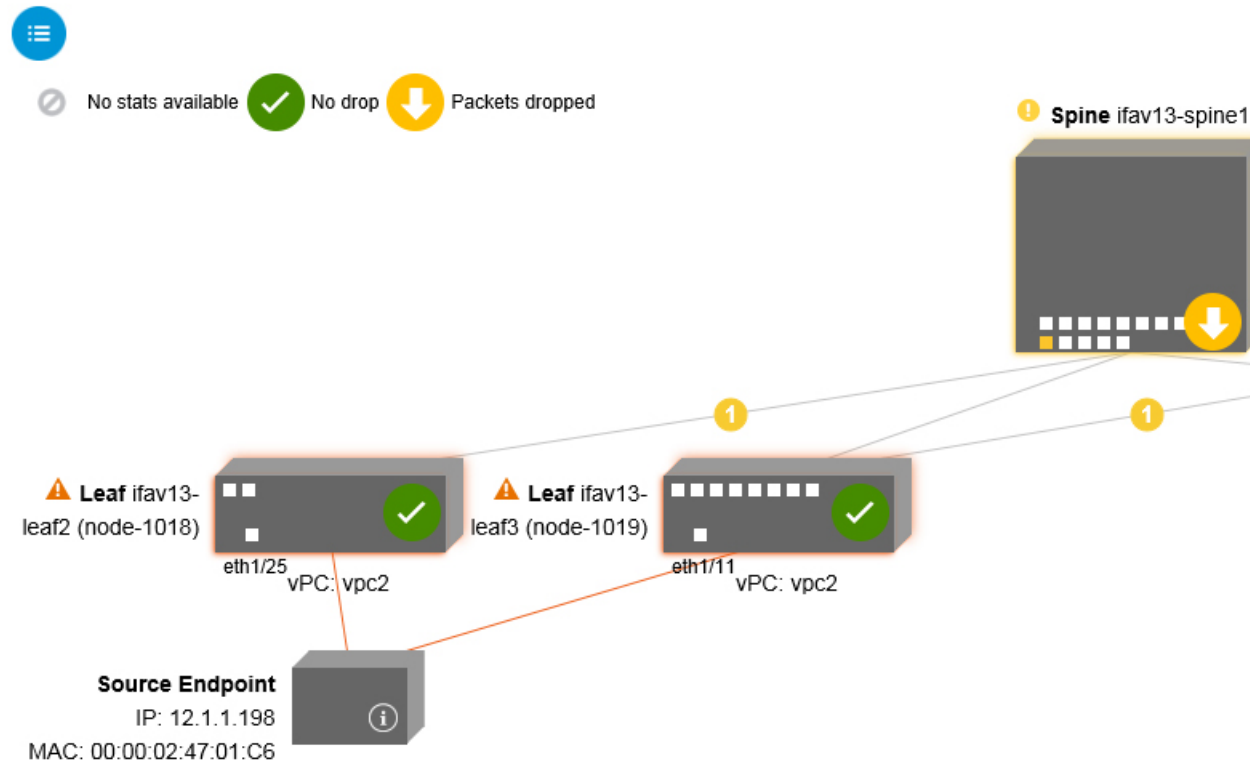 No stats available
No drop
Packets dropped
Spine ifav13-spine1
1
1
Leaf ifav13-
leaf2 (node-1018)
eth1/25
vPC: vpc2
Leaf ifav13-
leaf3 (node-1019)
eth1/11
vPC: vpc2
Source Endpoint
IP: 12.1.1.198
MAC: 00:00:02:47:01:C6